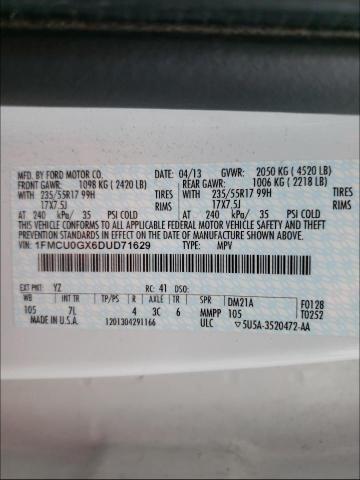 MFD. BY FORD MOTOR CO. DATE: 04/13 GVWR: 2050 KG ( 4520 LB)
FRONT GAWR: 1098 KG ( 2420 LB) REAR GAWR: 1006 KG ( 2218 LB)
WITH 235/55R17 99H TIRES WITH 235/55R17 99H TIRES
17X7.5J RIMS 17X7.5J RIMS
AT 240 kPa/ 35 PSI COLD AT 240 kPa/ 35 PSI COLD
THIS VEHICLE CONFORMS TO ALL APPLICABLE FEDERAL MOTOR VEHICLE SAFETY AND THEFT
PREVENTION STANDARDS IN EFFECT ON THE DATE OF MANUFACTURE SHOWN ABOVE.
VIN: 1FMCU0GX6DUD71629 TYPE: MPV
EXT PNT: YZ RC: 41 DSO:
WB INT TR TP/PS R AXLE TR SPR DM21A F0128
105 7L 4 3C 6 MMPP 105 T0252
MADE IN U.S.A. 1201304291166 ULC 5U5A-3520472-AA